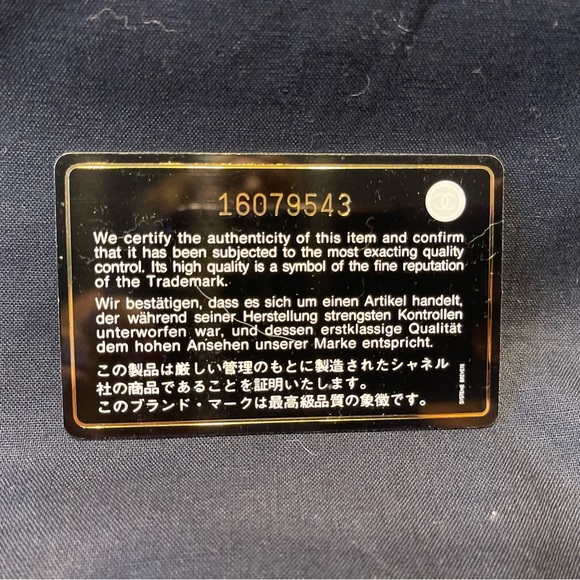 16079543
We certify the authenticity of this item and confirm
that it has been subjected to the most exacting quality
control. Its high quality is a symbol of the fine reputation
of the Trademark.
Wir bestätigen, dass es sich um einen Artikel handelt,
der während seiner Herstellung strengsten Kontrollen
unterworfen war, und dessen erstklassige Qualität
dem hohen Ansehen unserer Marke entspricht.
この製品は厳しい管理のもとに製造されたシャネル
社の商品であることを証明いたします。
このブランド・マークは最高級品質の象徴です。